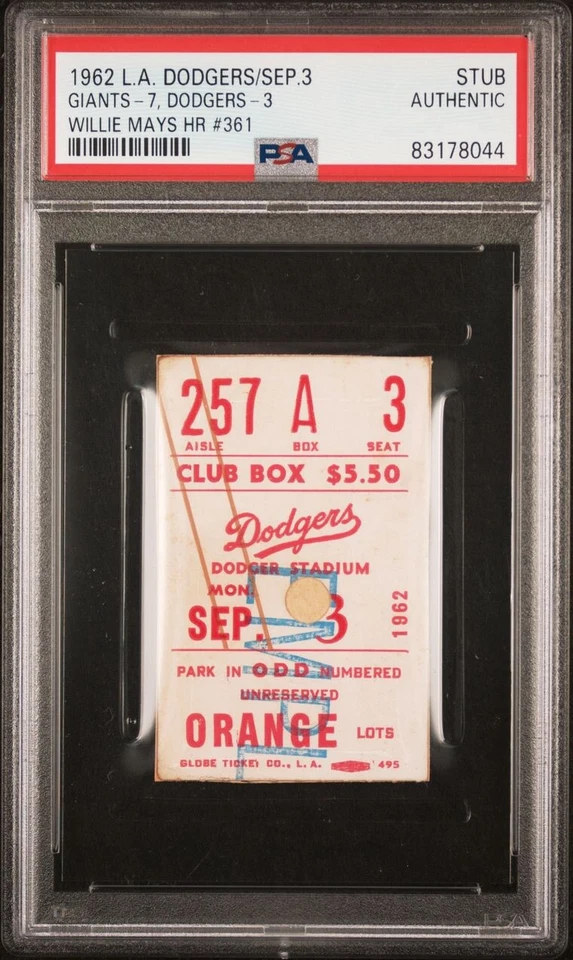 1962 L.A. DODGERS/SEP.3 STUB
GIANTS - 7, DODGERS - 3 AUTHENTIC
WILLIE MAYS HR #361
PSA 83178044
257 A 3
AISLE BOX SEAT
CLUB BOX $5.50
Dodgers
DODGER STADIUM
MON.
SEP. 3 1962
PARK IN ODD NUMBERED
UNRESERVED
ORANGE LOTS
GLOBE TICKET CO., L. A. 495
PSA